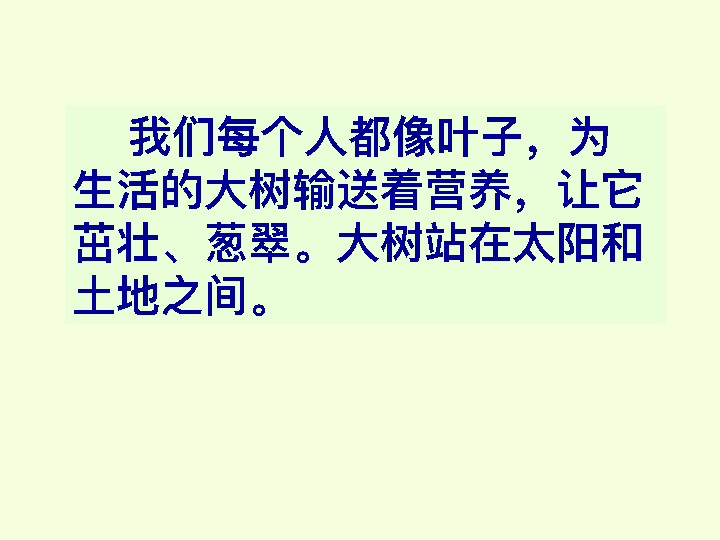 我们每个人都像叶子，为
生活的大树输送着营养，让它
茁壮、葱翠。大树站在太阳和
土地之间。